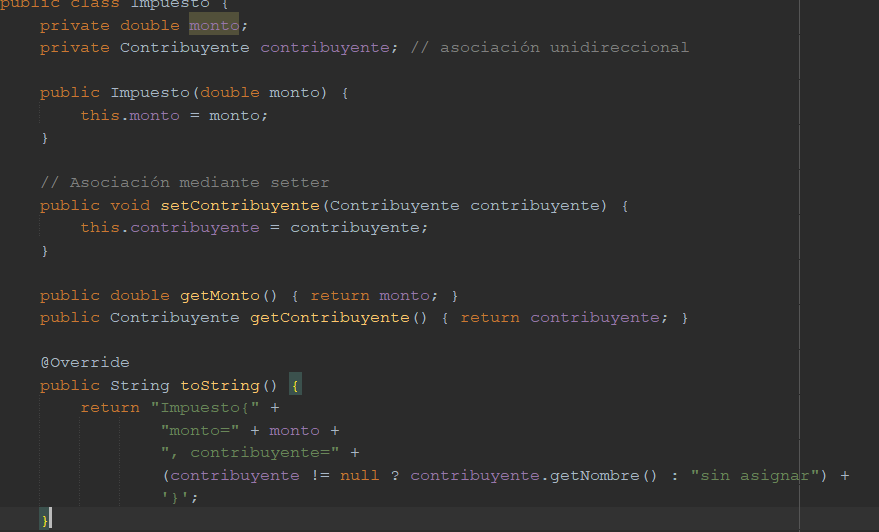 public class Impuesto {
    private double monto;
    private Contribuyente contribuyente; // asociación unidireccional

    public Impuesto(double monto) {
        this.monto = monto;
    }

    // Asociación mediante setter
    public void setContribuyente(Contribuyente contribuyente) {
        this.contribuyente = contribuyente;
    }

    public double getMonto() { return monto; }
    public Contribuyente getContribuyente() { return contribuyente; }

    @Override
    public String toString() {
        return "Impuesto{" +
                "monto=" + monto +
                ", contribuyente=" +
                (contribuyente != null ? contribuyente.getNombre() : "sin asignar") +
                '}';
    }